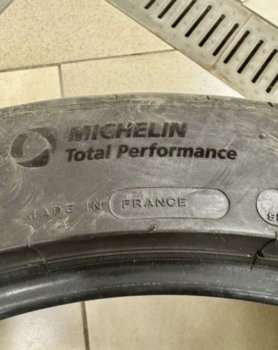 MICHELIN
Total Performance
MADE IN FRANCE